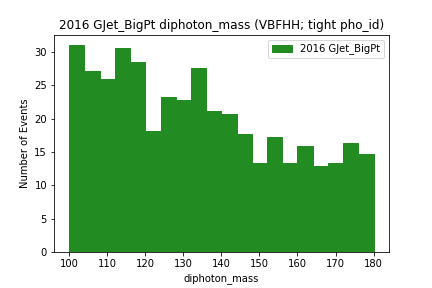 2016 GJet_BigPt diphoton_mass (VBFHH; tight pho_id)
2016 GJet_BigPt
Number of Events
30
25
20
15
10
5
0
100 110 120 130 140 150 160 170 180
diphoton_mass